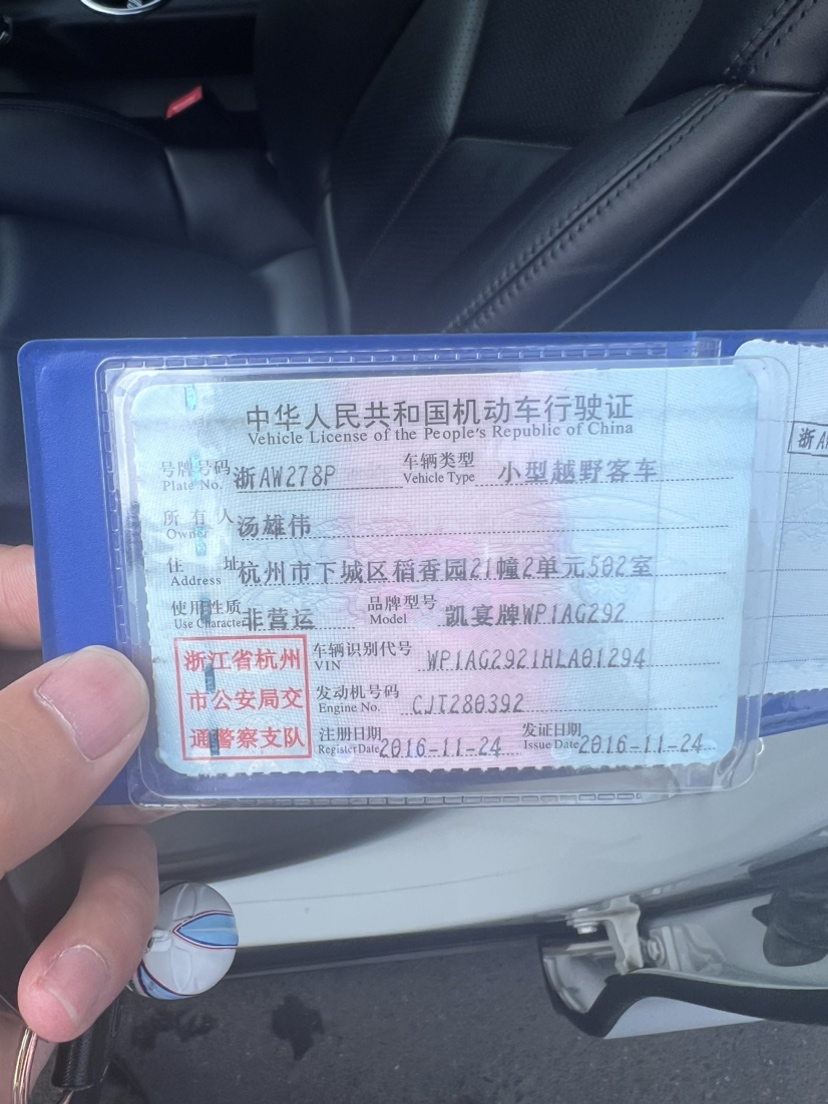 中华人民共和国机动车行驶证
Vehicle License of the People's Republic of China
号牌号码 浙AW278P 车辆类型 小型越野客车
Plate No. Vehicle Type
所有人 汤雄伟
Owner
住址 杭州市下城区稻香园21幢2单元502室
Address
使用性质 非营运 品牌型号 凯宴牌WP1AG292
Use Character Model
浙江省杭州
市公安局交
通警察支队
车辆识别代号 WP1AG2921HLA01294
VIN
发动机号码 CJT280392
Engine No.
注册日期 2016-11-24 发证日期 2016-11-24
Register Date Issue Date
浙A